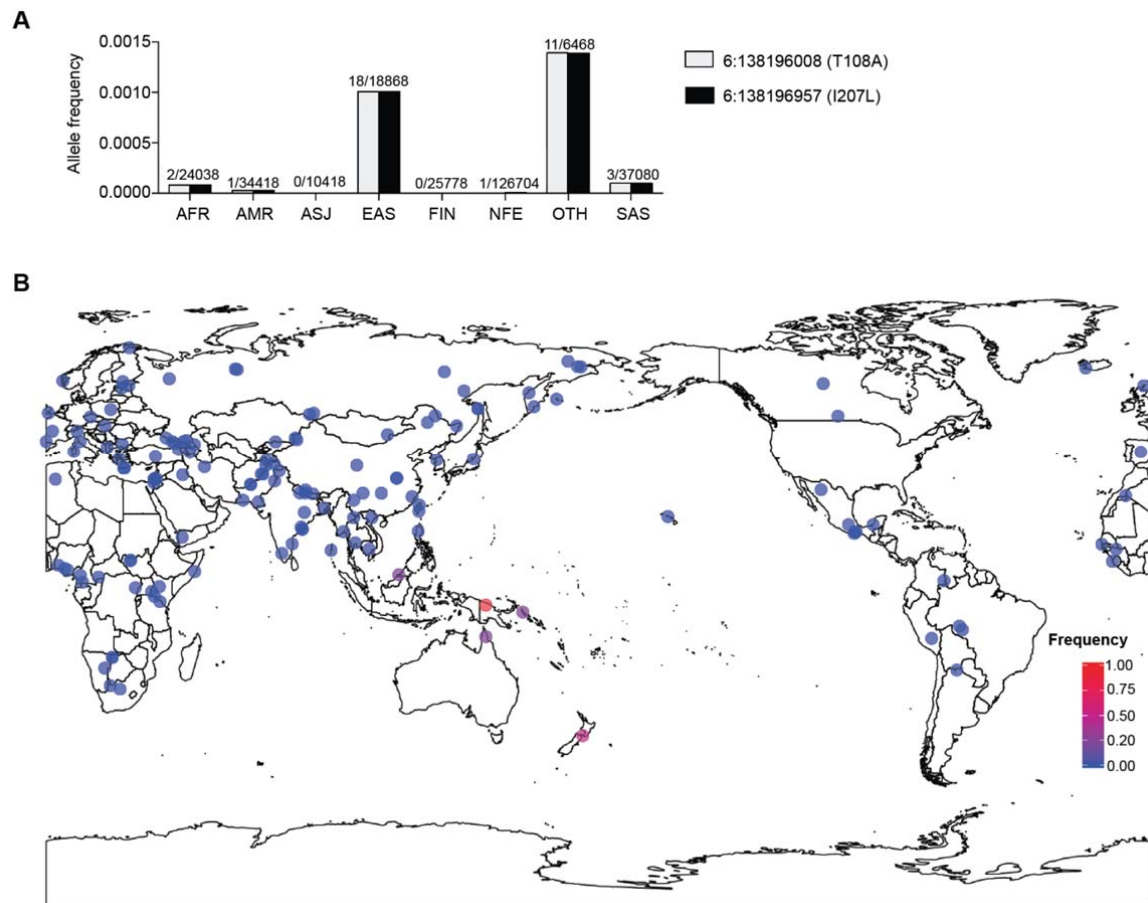 A
Allele frequency
0.0015
0.0010
0.0005
0.0000
2/24038
1/34418
0/10418
18/18868
0/25778
1/126704
11/6468
3/37080
AFR AMR ASJ EAS FIN NFE OTH SAS
6:138196008 (T108A)
6:138196957 (I207L)
B
Frequency
1.00
0.75
0.50
0.20
0.00